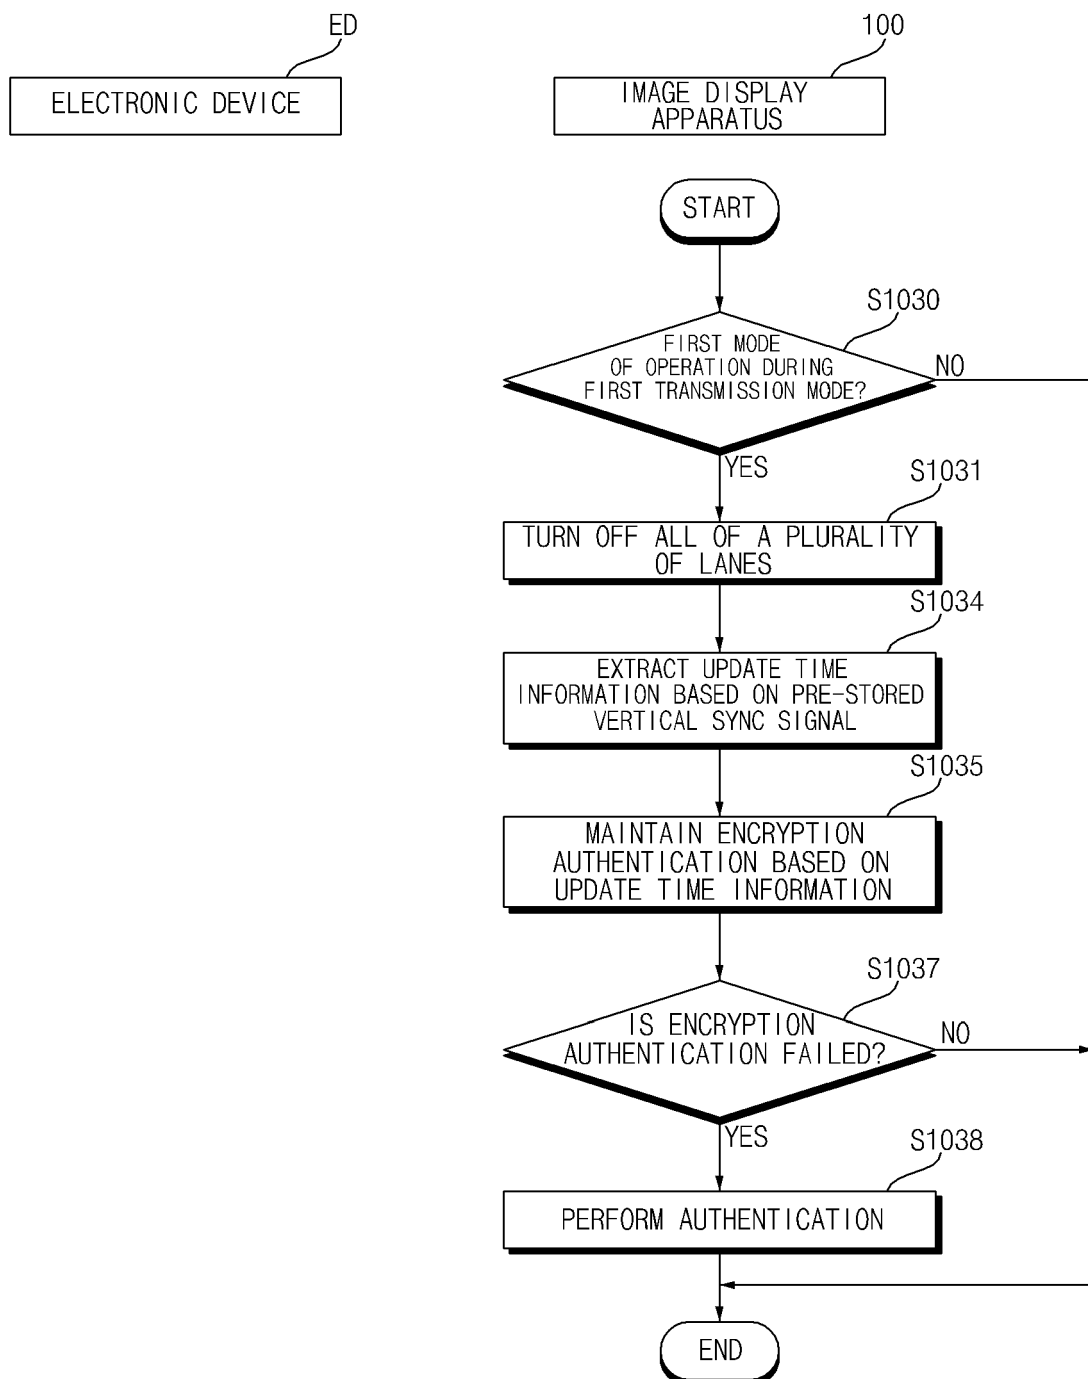 ED
100
ELECTRONIC DEVICE
IMAGE DISPLAY
APPARATUS
START
S1030
FIRST MODE
OF OPERATION DURING
FIRST TRANSMISSION MODE?
NO
YES
S1031
TURN OFF ALL OF A PLURALITY
OF LANES
S1034
EXTRACT UPDATE TIME
INFORMATION BASED ON PRE-STORED
VERTICAL SYNC SIGNAL
S1035
MAINTAIN ENCRYPTION
AUTHENTICATION BASED ON
UPDATE TIME INFORMATION
S1037
IS ENCRYPTION
AUTHENTICATION FAILED?
NO
YES
S1038
PERFORM AUTHENTICATION
END